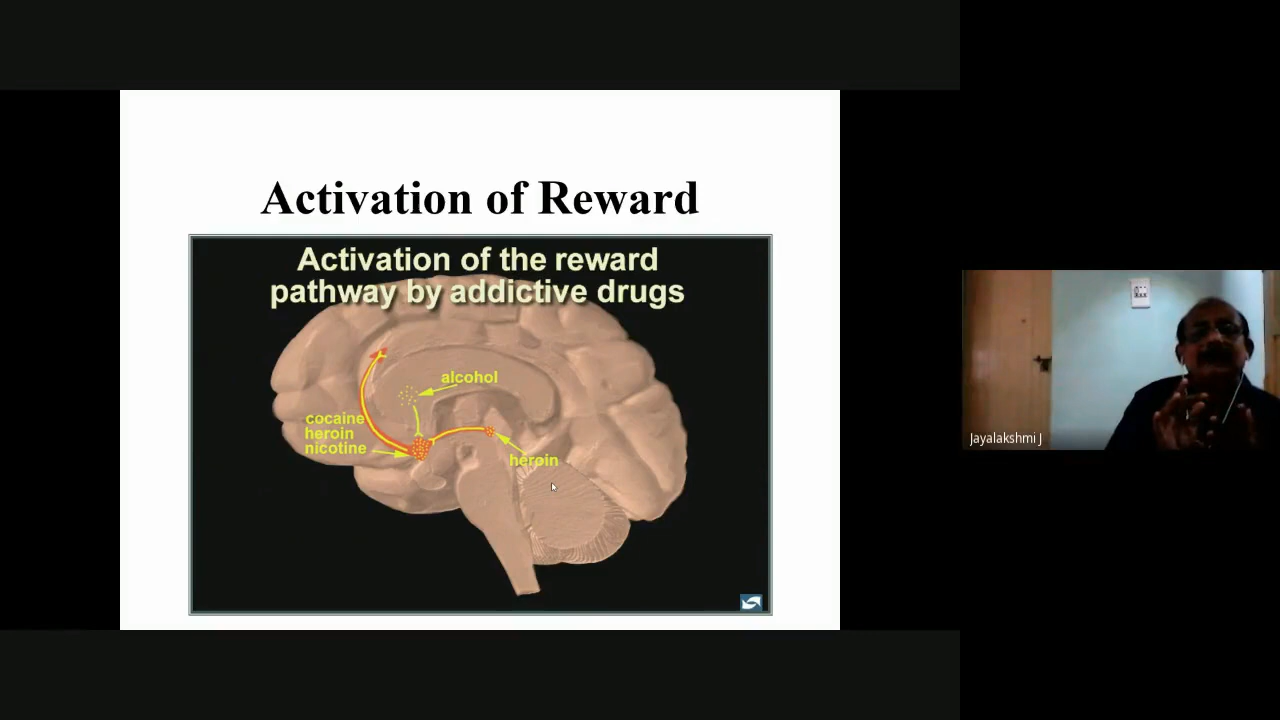 Activation of Reward
Activation of the reward
pathway by addictive drugs
alcohol
cocaine
heroin
nicotine
heroin
Jayalakshmi J